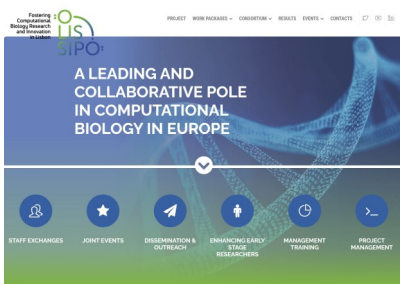 Fostering
Computational
Biology Research
and Innovation
in Lisbon
PROJECT WORK PACKAGES CONSORTIUM RESULTS EVENTS CONTACTS
A LEADING AND
COLLABORATIVE POLE
IN COMPUTATIONAL
BIOLOGY IN EUROPE
STAFF EXCHANGES
JOINT EVENTS
DISSEMINATION &
OUTREACH
ENHANCING EARLY
STAGE
RESEARCHERS
MANAGEMENT
TRAINING
PROJECT
MANAGEMENT